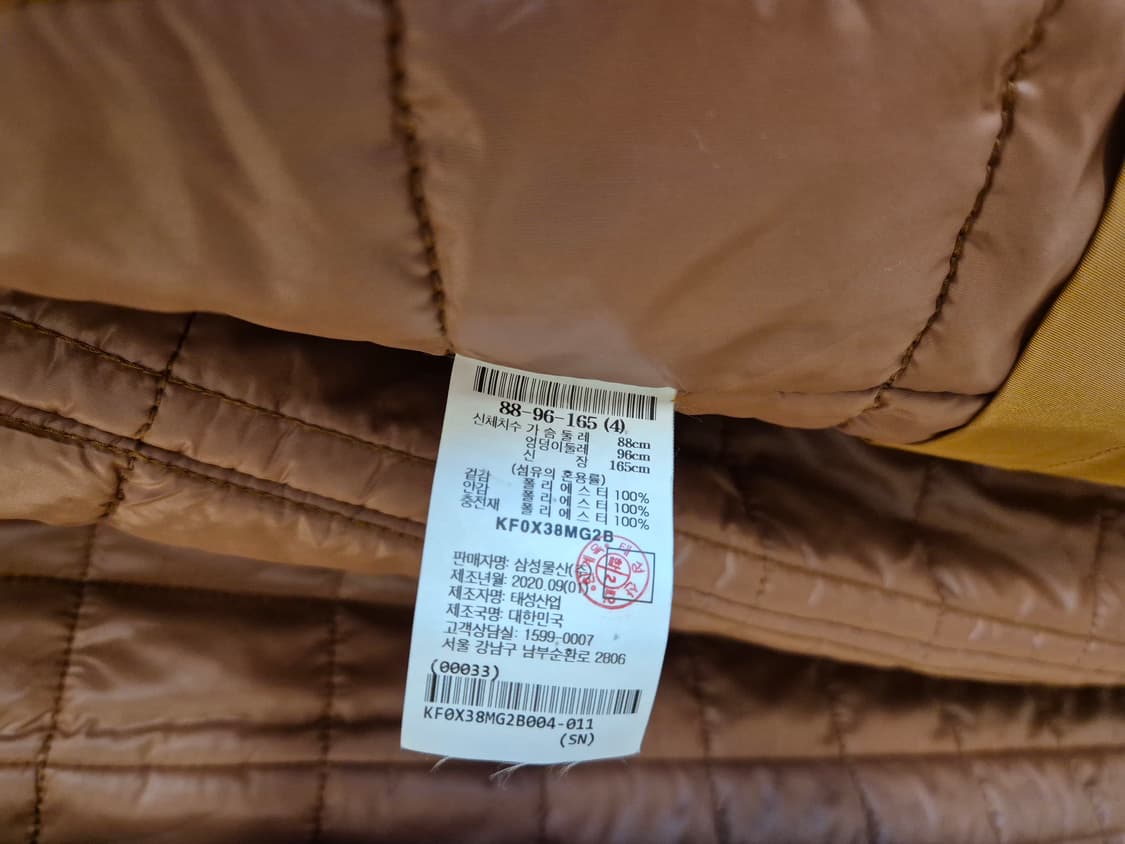 88-96-165 (4)
신체치수 가 슴 둘 레 88cm
엉덩이둘레 96cm
신 장 165cm
(섬유의 혼용률)
겉감 폴 리 에 스 터 100%
안감 폴 리 에 스 터 100%
충전재 폴 리 에 스 터 100%
KF0X38MG2B
판매자명: 삼성물산(주)
제조년월: 2020.09(01)
제조자명: 태성산업
제조국명: 대한민국
고객상담실: 1599-0007
서울 강남구 남부순환로 2806
(00033)
KF0X38MG2B004-011
(SN)